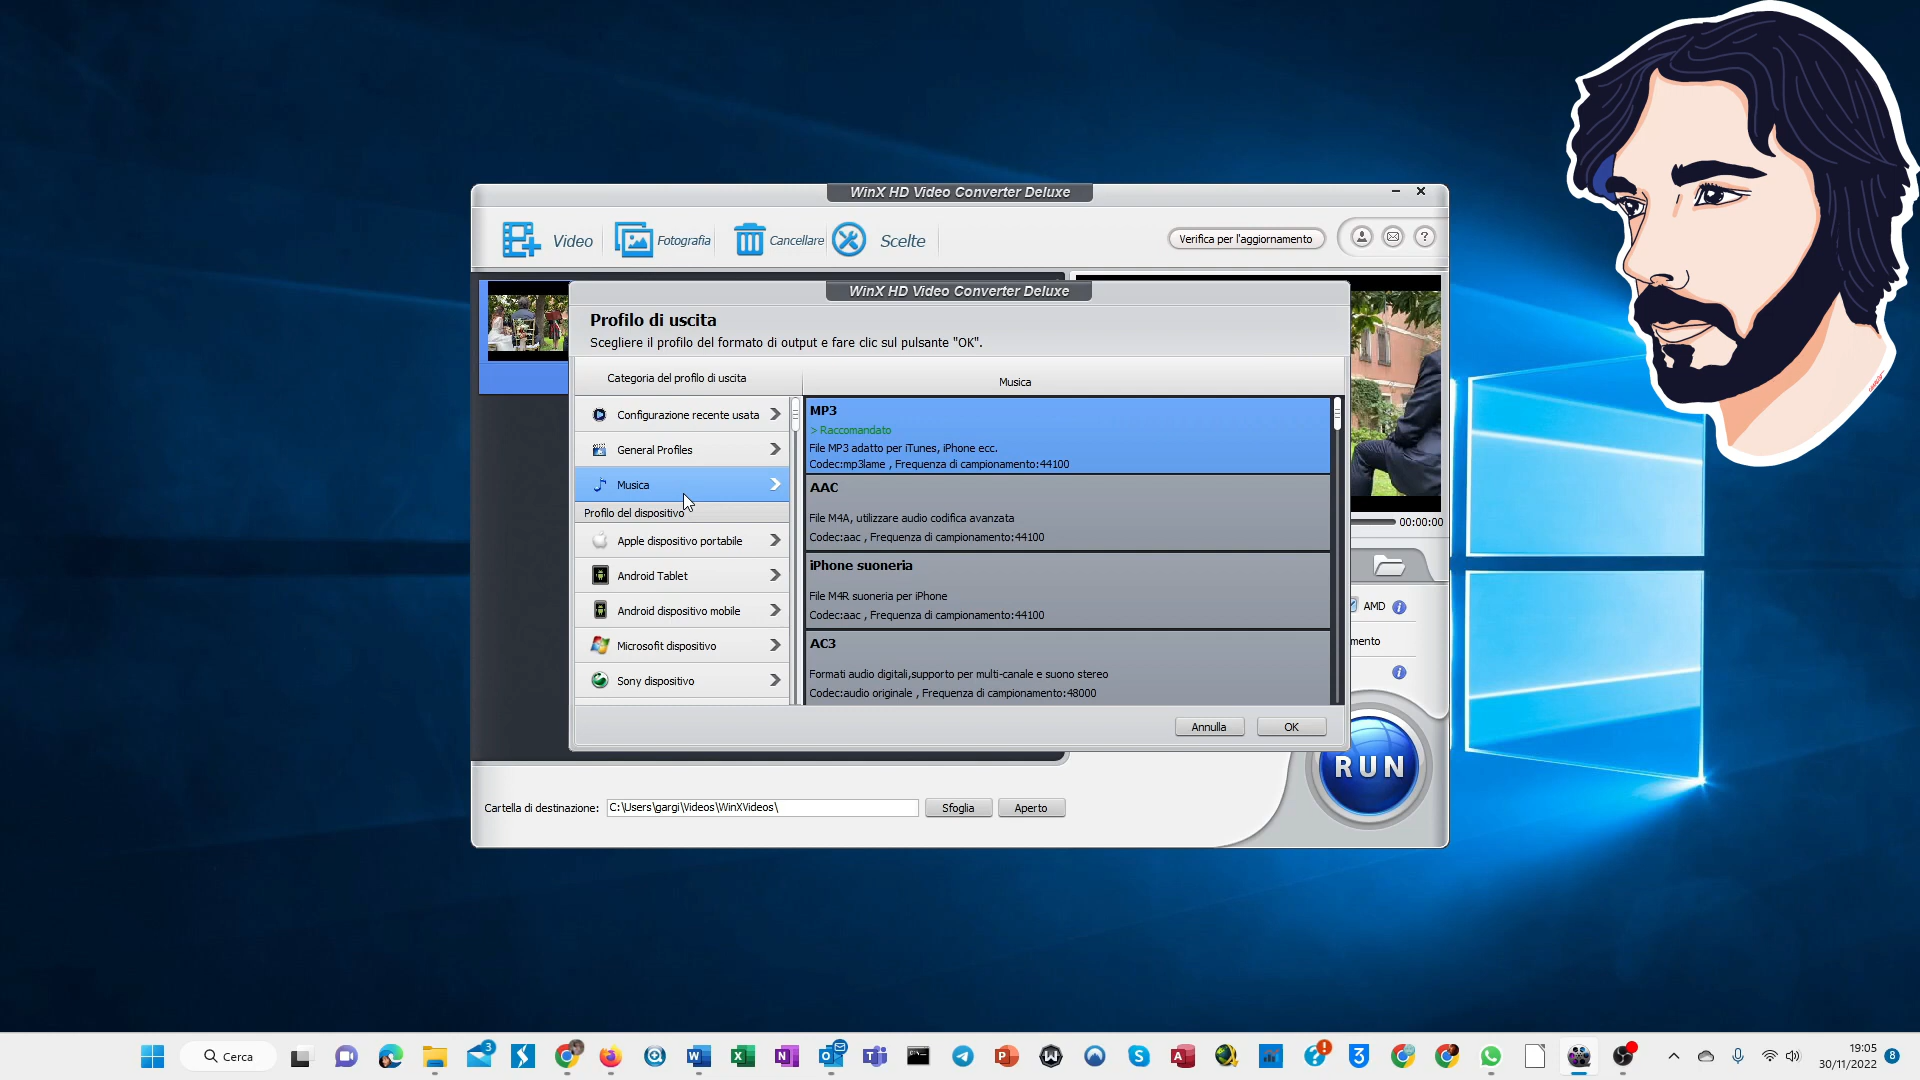 WinX HD Video Converter Deluxe
Video
Fotografia
Cancellare
Scelte
Verifica per l'aggiornamento
?
WinX HD Video Converter Deluxe
Profilo di uscita
Scegliere il profilo del formato di output e fare clic sul pulsante "OK".
Categoria del profilo di uscita
Musica
Configurazione recente usata
General Profiles
Musica
Profilo del dispositivo
Apple dispositivo portabile
Android Tablet
Android dispositivo mobile
Microsofit dispositivo
Sony dispositivo
MP3
> Raccomandato
File MP3 adatto per iTunes, iPhone ecc.
Codec:mp3lame , Frequenza di campionamento:44100
AAC
File M4A, utilizzare audio codifica avanzata
Codec:aac , Frequenza di campionamento:44100
iPhone suoneria
File M4R suoneria per iPhone
Codec:aac , Frequenza di campionamento:44100
AC3
Formati audio digitali,supporto per multi-canale e suono stereo
Codec:audio originale , Frequenza di campionamento:48000
Annulla
OK
00:00:00
AMD
mento
RUN
Cartella di destinazione:
C:\Users\gargi\Videos\WinXVideos\
Sfoglia
Aperto
Cerca
3
19:05
30/11/2022
8